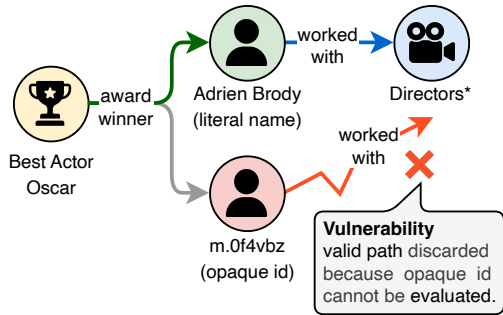 Best Actor
Oscar
award
winner
Adrien Brody
(literal name)
worked
with
Directors*
m.0f4vbz
(opaque id)
worked
with
Vulnerability
valid path discarded
because opaque id
cannot be evaluated.